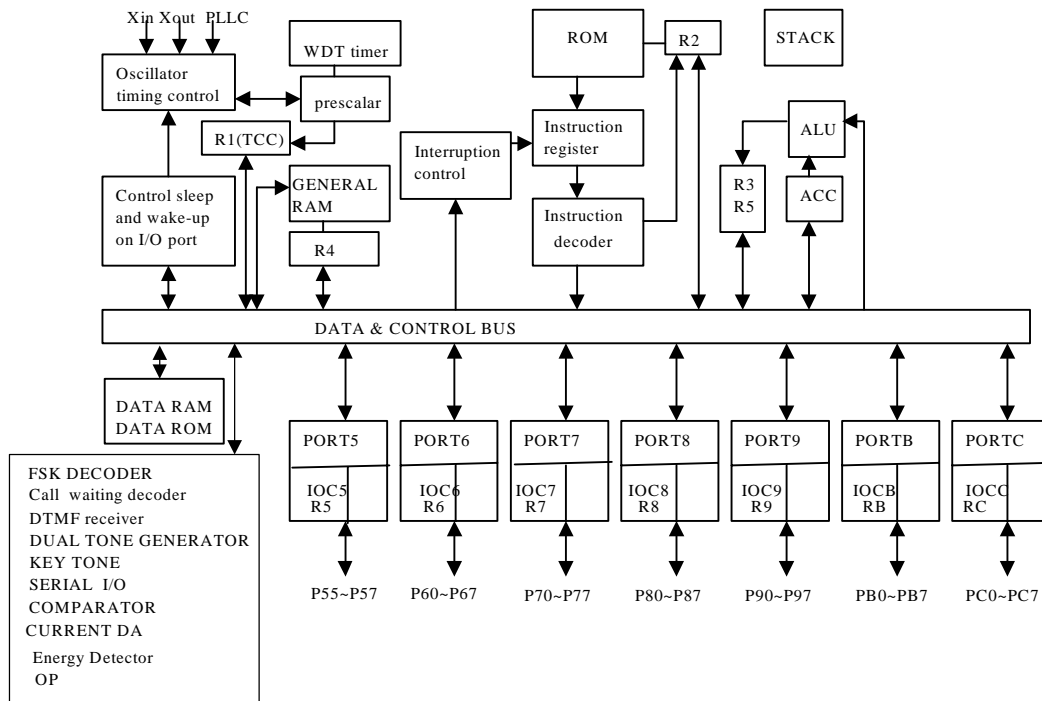 Xin Xout PLLC
WDT timer
ROM
R2
STACK
Oscillator
timing control
prescalar
R1(TCC)
Interruption
control
Instruction
register
ALU
Control sleep
and wake-up
on I/O port
GENERAL
RAM
R3
R5
ACC
R4
Instruction
decoder
DATA & CONTROL BUS
DATA RAM
DATA ROM
PORT5
PORT6
PORT7
PORT8
PORT9
PORTB
PORTC
IOC5
R5
IOC6
R6
IOC7
R7
IOC8
R8
IOC9
R9
IOCB
RB
IOCC
RC
P55~P57
P60~P67
P70~P77
P80~P87
P90~P97
PB0~PB7
PC0~PC7
FSK DECODER
Call waiting decoder
DTMF receiver
DUAL TONE GENERATOR
KEY TONE
SERIAL I/O
COMPARATOR
CURRENT DA
Energy Detector
OP